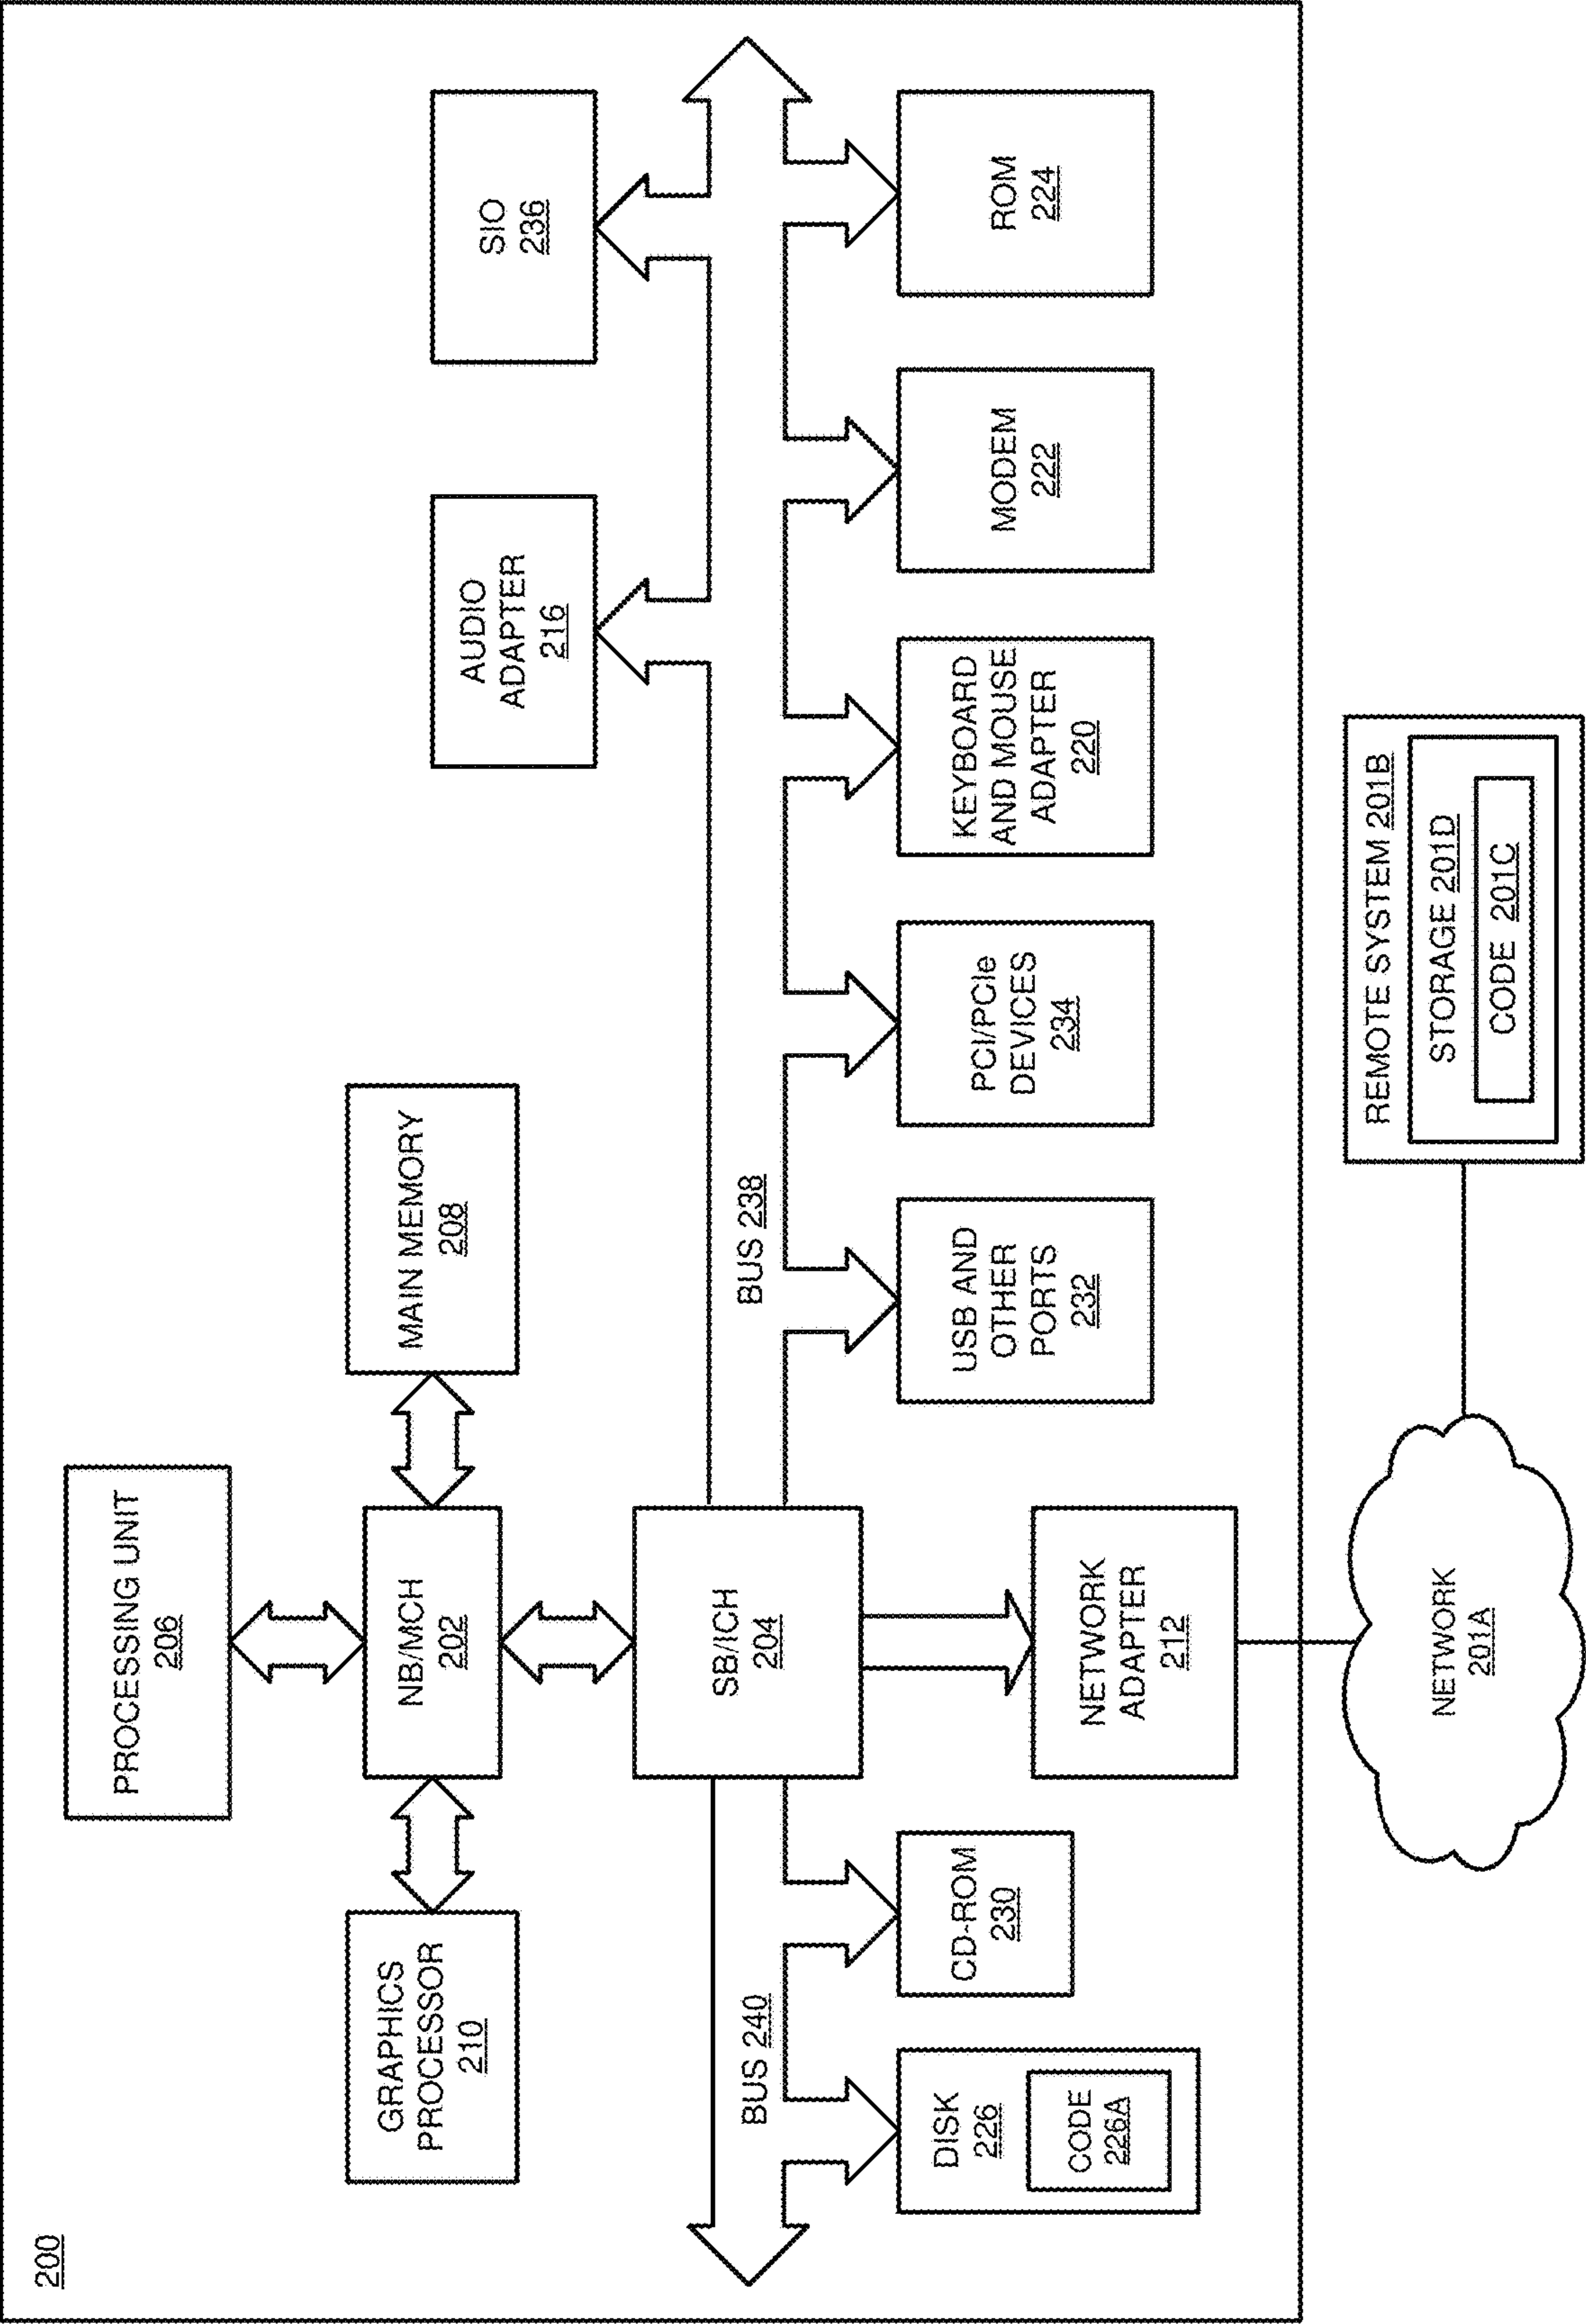 200
PROCESSING UNIT
206
GRAPHICS
PROCESSOR
210
NB/MCH
202
MAIN MEMORY
208
AUDIO
ADAPTER
216
SIO
236
SB/ICH
204
BUS 240
BUS 238
DISK
226
CODE
226A
CD-ROM
230
USB AND
OTHER
PORTS
232
PCI/PCIe
DEVICES
234
KEYBOARD
AND MOUSE
ADAPTER
220
MODEM
222
ROM
224
NETWORK
ADAPTER
212
NETWORK
201A
REMOTE SYSTEM 201B
STORAGE 201D
CODE 201C